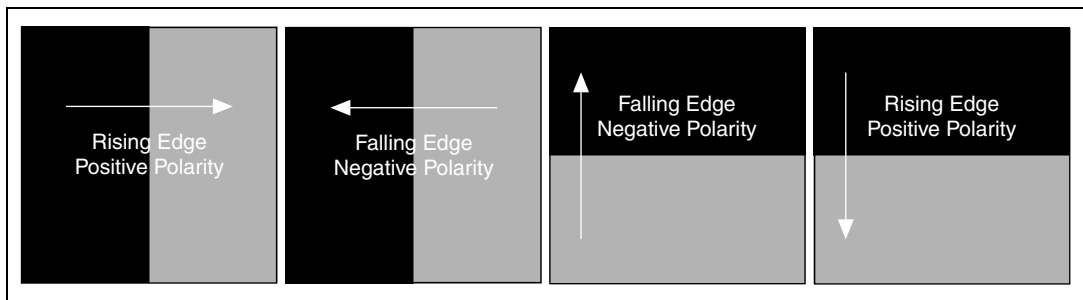 Rising Edge
Positive Polarity
Falling Edge
Negative Polarity
Falling Edge
Negative Polarity
Rising Edge
Positive Polarity